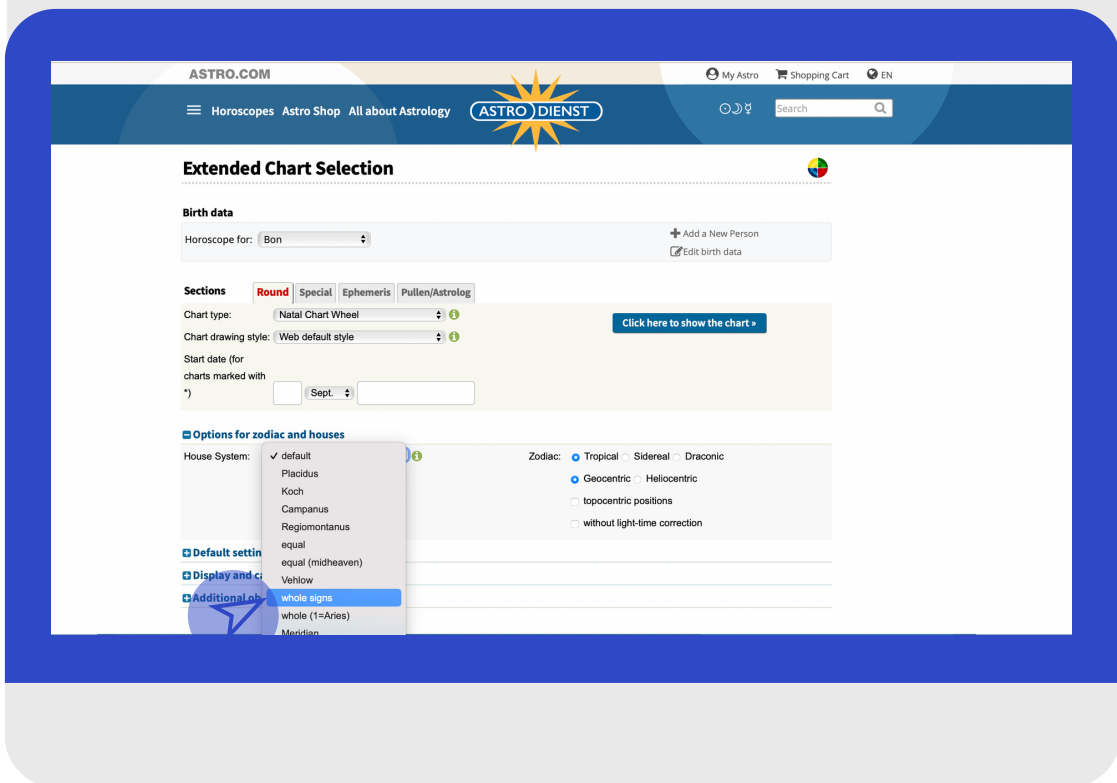 ASTRO.COM
My Astro Shopping Cart EN
Horoscopes Astro Shop All about Astrology ASTRO DIENST Search
Extended Chart Selection
Birth data
Horoscope for: Bon
Add a New Person
Edit birth data
Sections Round Special Ephemeris Pullen/Astrolog
Chart type: Natal Chart Wheel
Click here to show the chart »
Chart drawing style: Web default style
Start date (for
charts marked with
*) Sept.
Options for zodiac and houses
House System: ✓ default Zodiac: Tropical Sidereal Draconic
Placidus
Geocentric Heliocentric
Koch
topocentric positions
Campanus
without light-time correction
Regiomontanus
equal
Default settin
equal (midheaven)
Display and ca
Vehlow
Additional ob
whole signs
whole (1=Aries)
Meridian